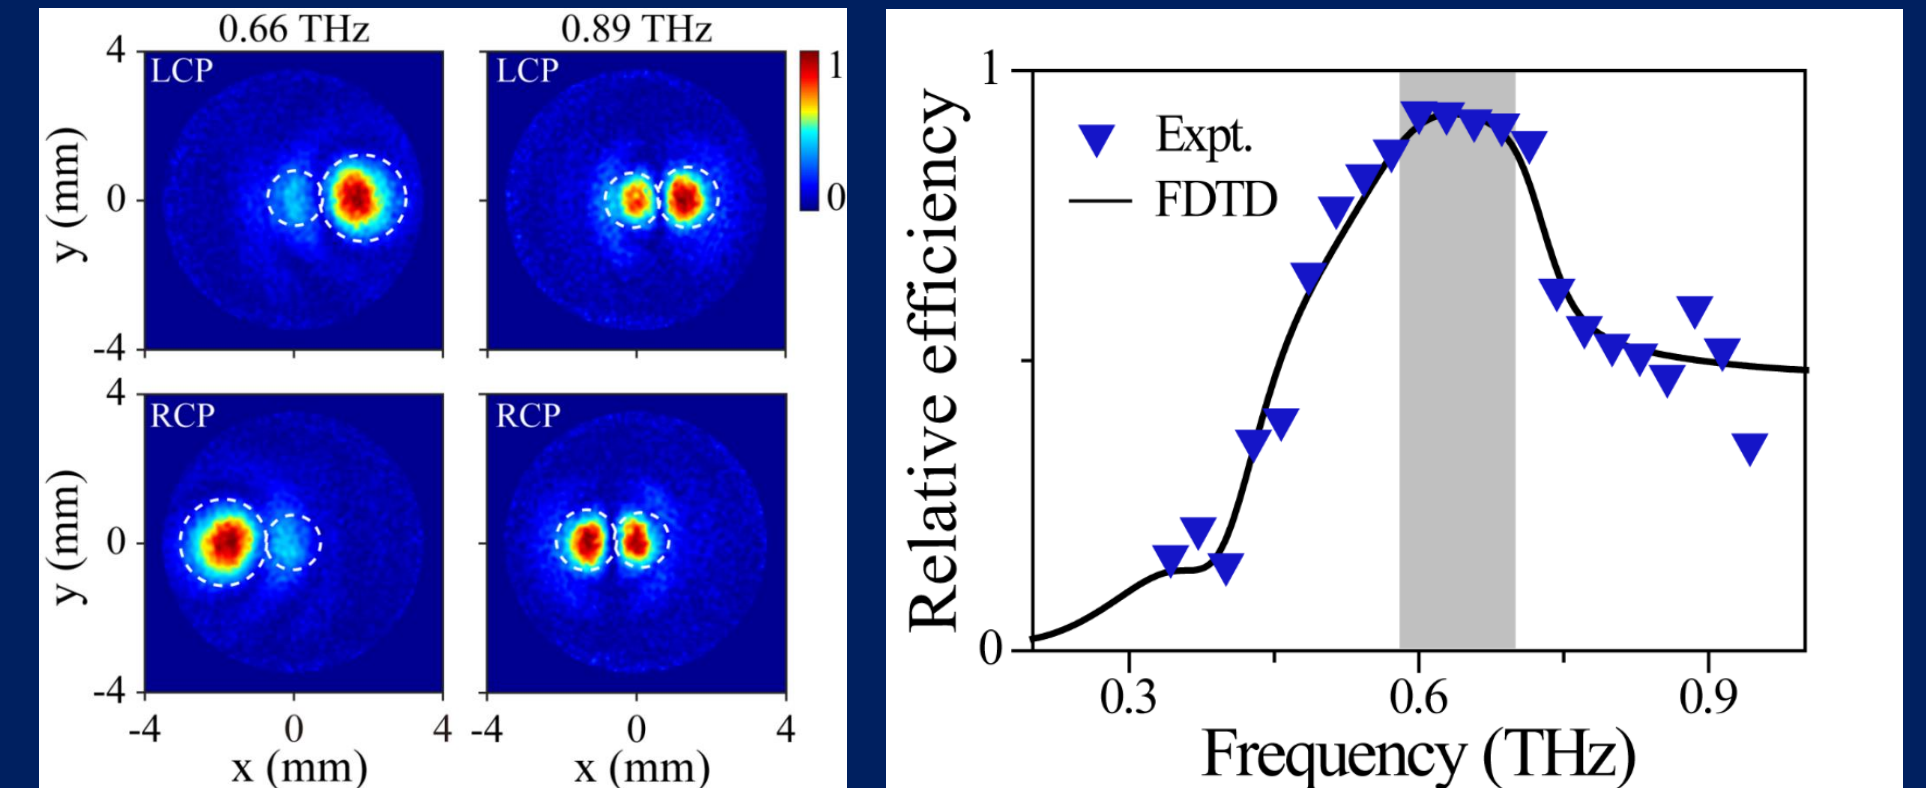 0.66 THz
0.89 THz
4
LCP
LCP
1
y (mm)
0
0
-4
4
RCP
RCP
y (mm)
0
-4
-4
0
4
-4
0
4
x (mm)
x (mm)
1
Expt.
FDTD
Relative efficiency
0
0.3
0.6
0.9
Frequency (THz)